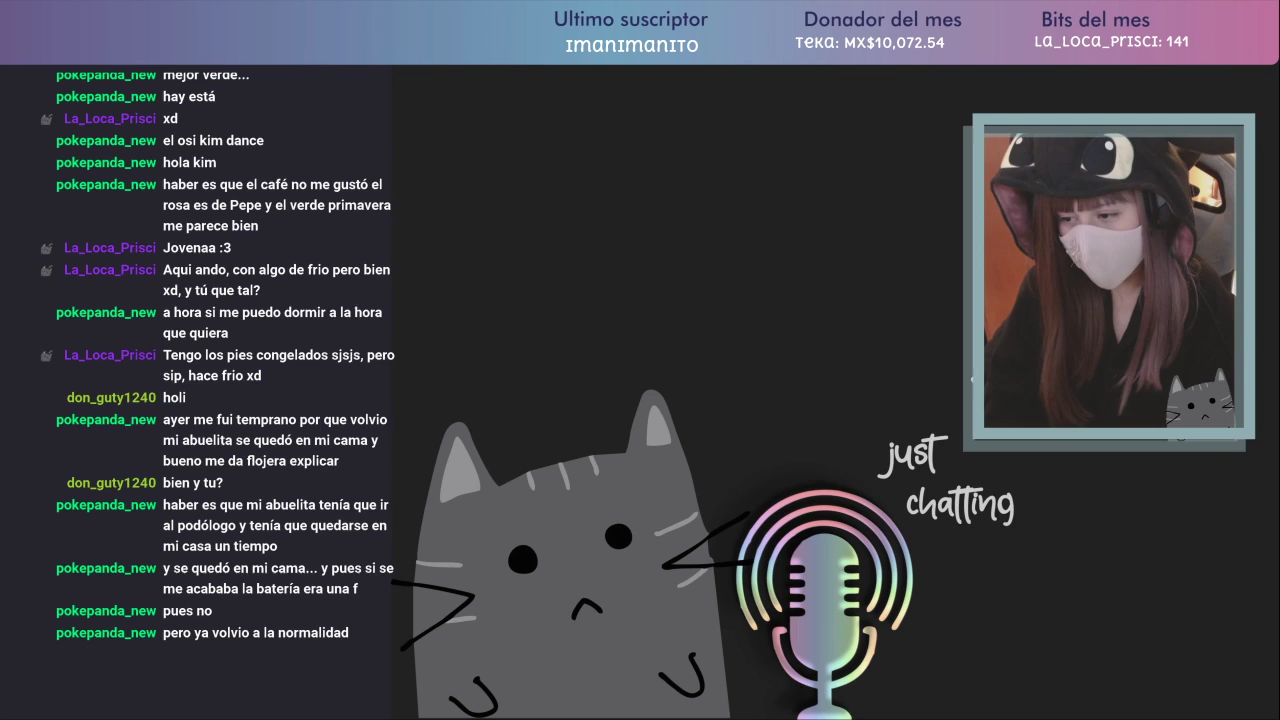 Ultimo suscriptor
ImanImanITO
Donador del mes
Teka: MX$10,072.54
Bits del mes
La_Loca_Prisci: 141
pokepanda_new mejor verde...
pokepanda_new hay está
La_Loca_Prisci xd
pokepanda_new el osi kim dance
pokepanda_new hola kim
pokepanda_new haber es que el café no me gustó el
rosa es de Pepe y el verde primavera
me parece bien
La_Loca_Prisci Jovenaa :3
La_Loca_Prisci Aqui ando, con algo de frio pero bien
xd, y tú que tal?
pokepanda_new a hora si me puedo dormir a la hora
que quiera
La_Loca_Prisci Tengo los pies congelados sjsjs, pero
sip, hace frio xd
don_guty1240 holi
pokepanda_new ayer me fui temprano por que volvio
mi abuelita se quedó en mi cama y
bueno me da flojera explicar
don_guty1240 bien y tu?
pokepanda_new haber es que mi abuelita tenía que ir
al podólogo y tenía que quedarse en
mi casa un tiempo
pokepanda_new y se quedó en mi cama... y pues si se
me acababa la batería era una f
pokepanda_new pues no
pokepanda_new pero ya volvio a la normalidad
just
chatting